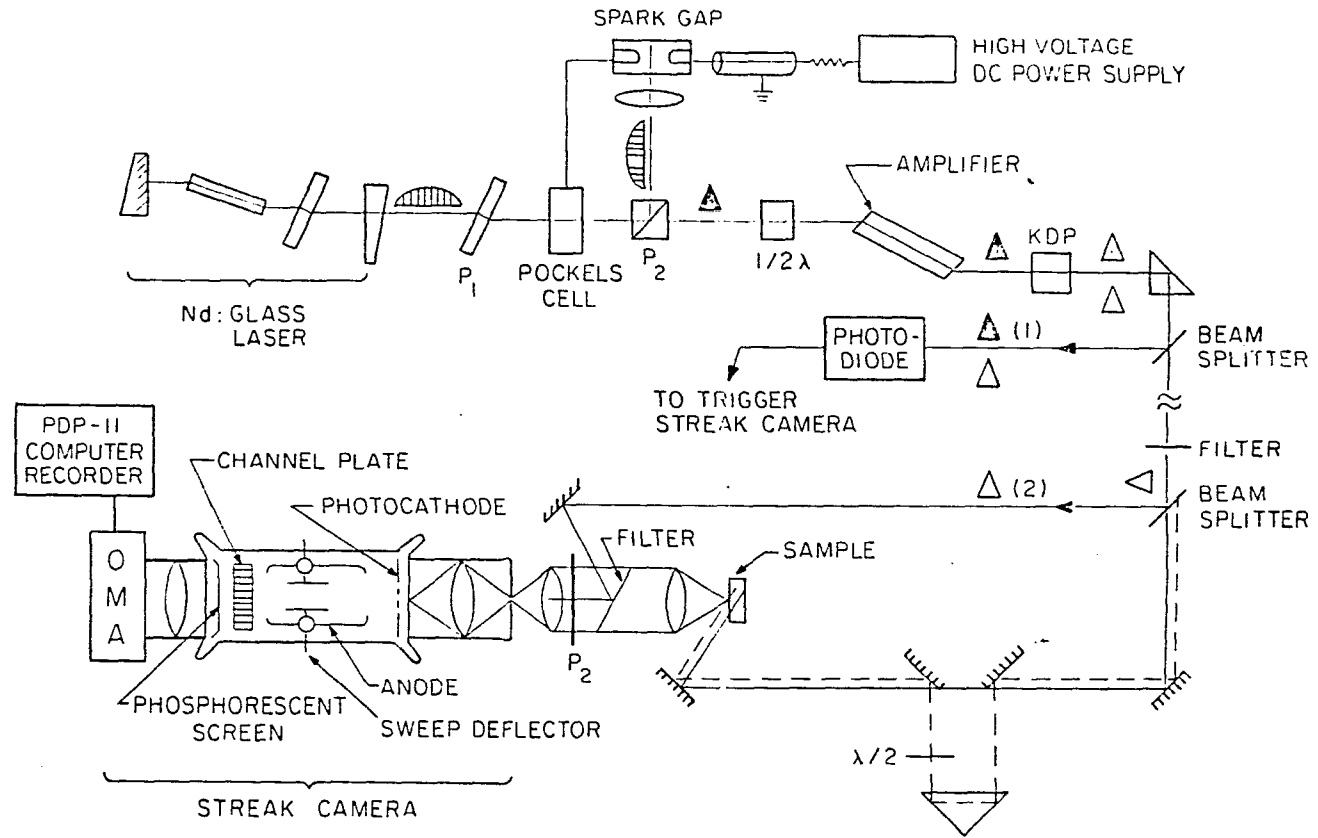 SPARK GAP
HIGH VOLTAGE
DC POWER SUPPLY
AMPLIFIER
P1
POCKELS
CELL
P2
1/2λ
KDP
Nd: GLASS
LASER
PHOTO-
DIODE
(1)
BEAM
SPLITTER
TO TRIGGER
STREAK CAMERA
PDP-11
COMPUTER
RECORDER
CHANNEL PLATE
PHOTOCATHODE
FILTER
(2)
BEAM
SPLITTER
FILTER
SAMPLE
O
M
A
P2
ANODE
PHOSPHORESCENT
SCREEN
SWEEP DEFLECTOR
λ/2
STREAK CAMERA